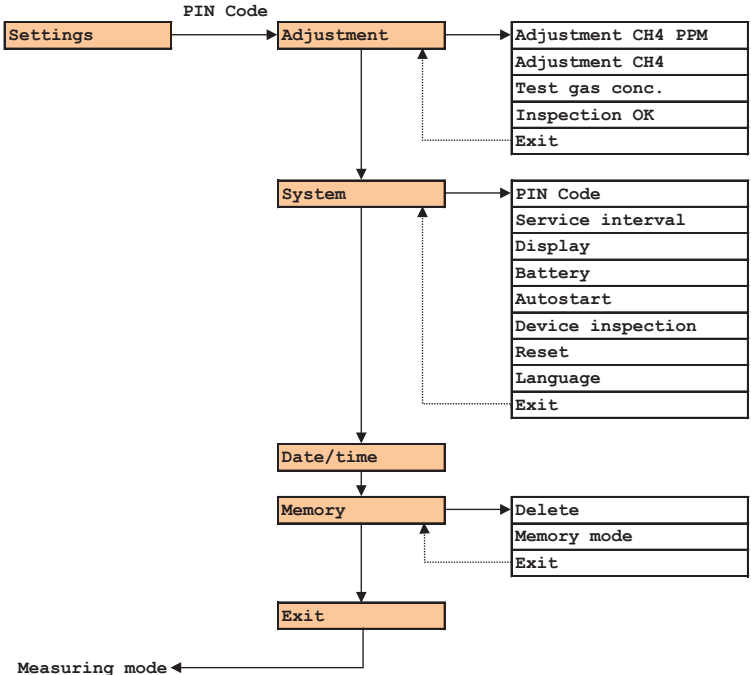 PIN Code
Settings
Adjustment
Adjustment CH4 PPM
Adjustment CH4
Test gas conc.
Inspection OK
Exit
System
PIN Code
Service interval
Display
Battery
Autostart
Device inspection
Reset
Language
Exit
Date/time
Memory
Delete
Memory mode
Exit
Exit
Measuring mode